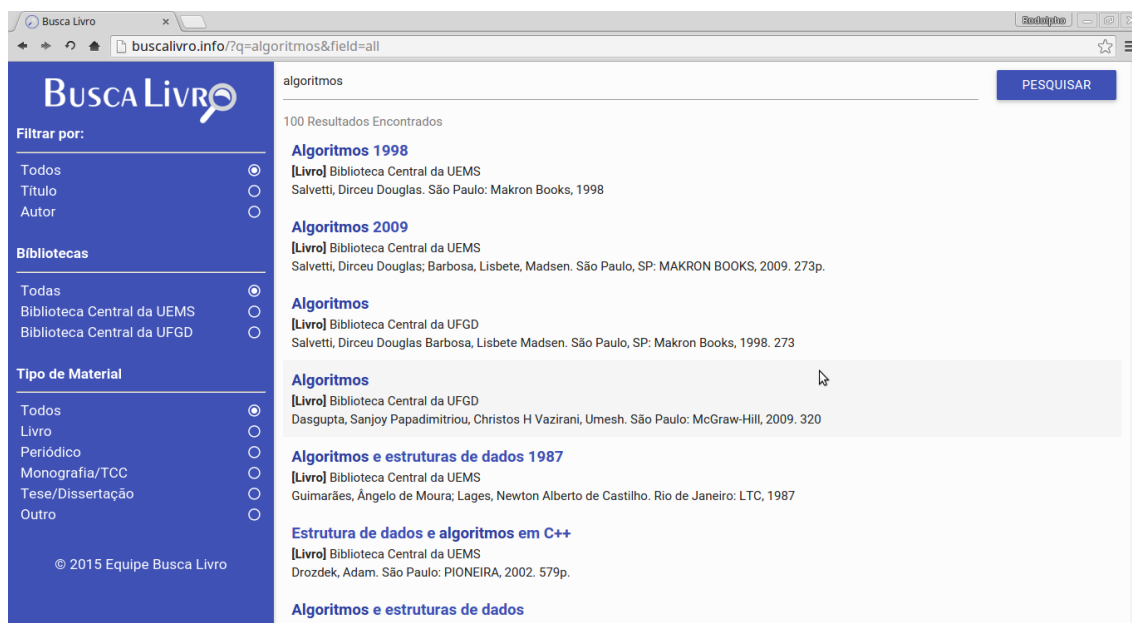 Busca Livro
Rodolpho
buscalivro.info/?q=algoritmos&field=all
BUSCA LIVRO
Filtrar por:
Todos
Título
Autor
Bíbliotecas
Todas
Biblioteca Central da UEMS
Biblioteca Central da UFGD
Tipo de Material
Todos
Livro
Periódico
Monografia/TCC
Tese/Dissertação
Outro
© 2015 Equipe Busca Livro
algoritmos
PESQUISAR
100 Resultados Encontrados
Algoritmos 1998
[Livro] Biblioteca Central da UEMS
Salvetti, Dirceu Douglas. São Paulo: Makron Books, 1998
Algoritmos 2009
[Livro] Biblioteca Central da UEMS
Salvetti, Dirceu Douglas; Barbosa, Lisbete, Madsen. São Paulo, SP: MAKRON BOOKS, 2009. 273p.
Algoritmos
[Livro] Biblioteca Central da UFGD
Salvetti, Dirceu Douglas Barbosa, Lisbete Madsen. São Paulo, SP: Makron Books, 1998. 273
Algoritmos
[Livro] Biblioteca Central da UFGD
Dasgupta, Sanjoy Papadimitriou, Christos H Vazirani, Umesh. São Paulo: McGraw-Hill, 2009. 320
Algoritmos e estruturas de dados 1987
[Livro] Biblioteca Central da UEMS
Guimarães, Ângelo de Moura; Lages, Newton Alberto de Castilho. Rio de Janeiro: LTC, 1987
Estrutura de dados e algoritmos em C++
[Livro] Biblioteca Central da UEMS
Drozdek, Adam. São Paulo: PIONEIRA, 2002. 579p.
Algoritmos e estruturas de dados